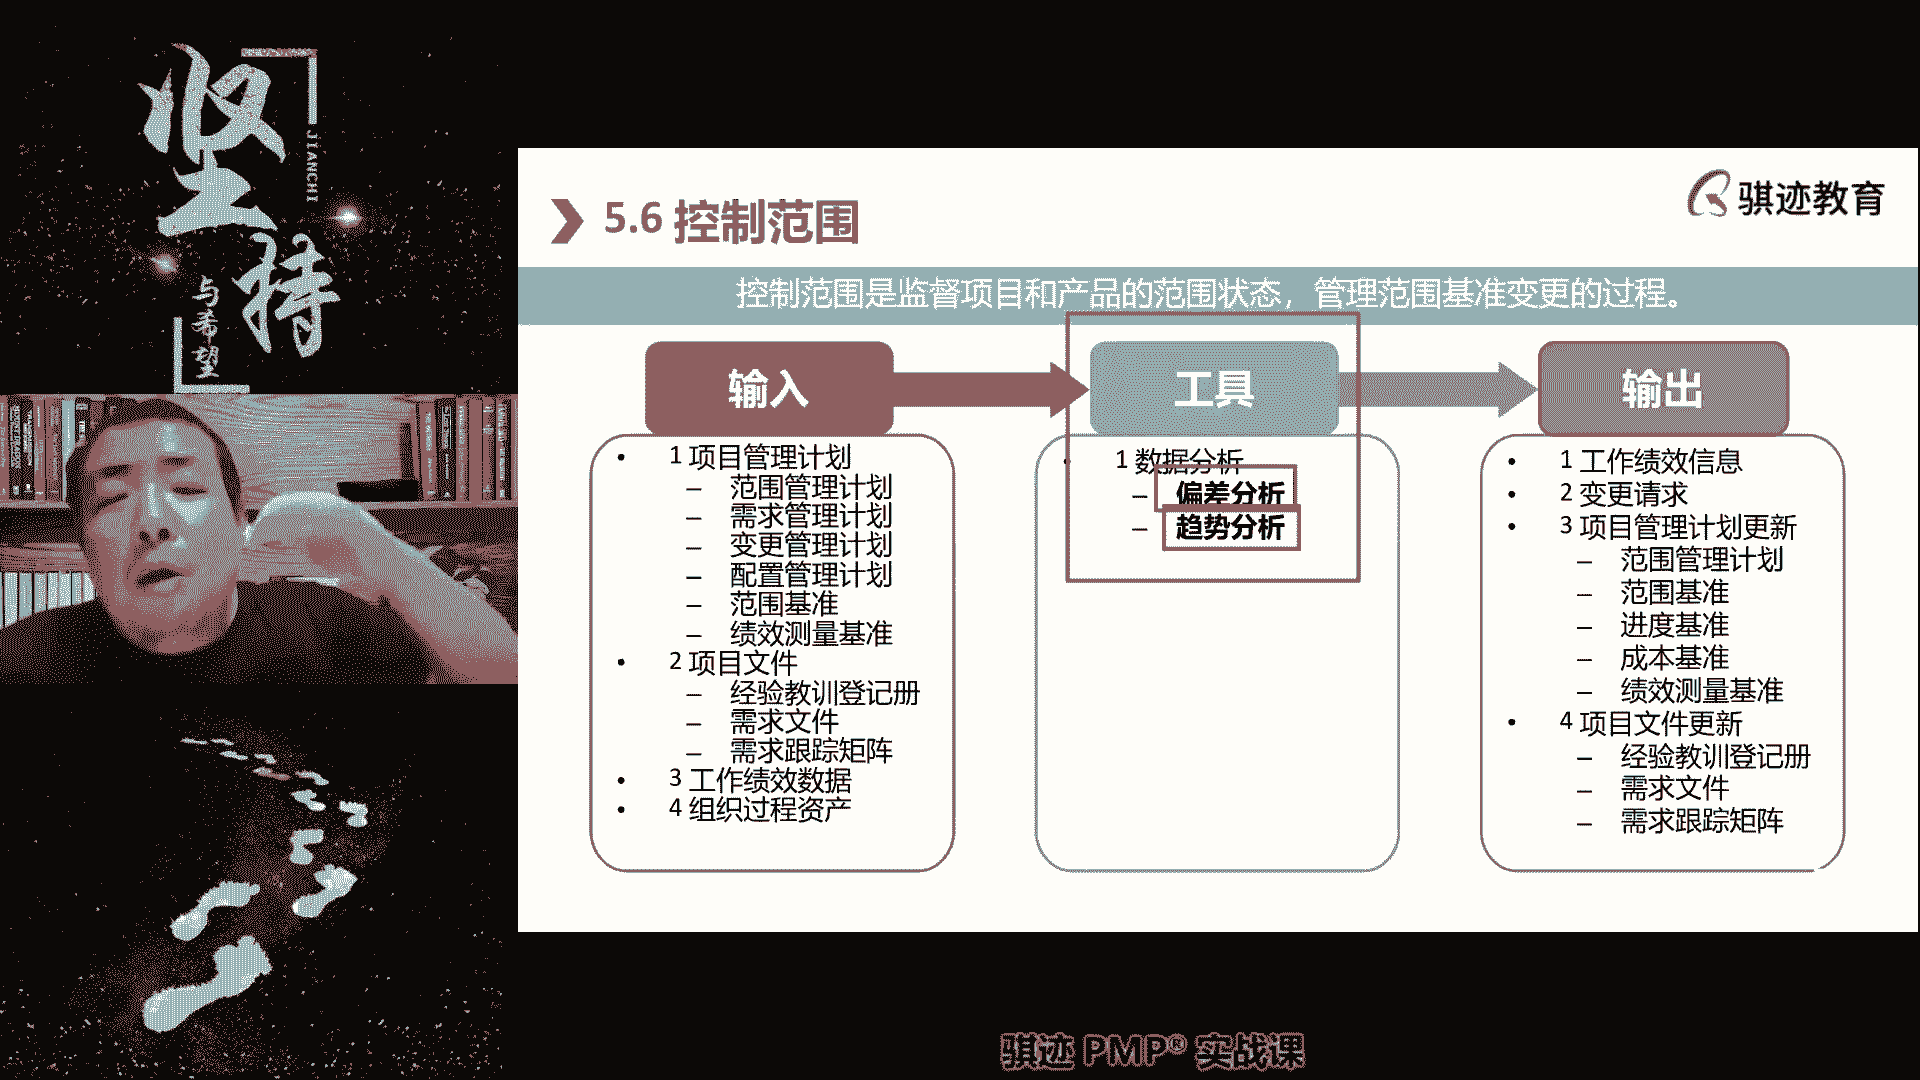 坚持
JIANCHI
与希望
5.6 控制范围
骐迹教育
控制范围是监督项目和产品的范围状态，管理范围基准变更的过程。
输入
• 1 项目管理计划
– 范围管理计划
– 需求管理计划
– 变更管理计划
– 配置管理计划
– 范围基准
– 绩效测量基准
• 2 项目文件
– 经验教训登记册
– 需求文件
– 需求跟踪矩阵
• 3 工作绩效数据
• 4 组织过程资产
工具
• 1 数据分析
– 偏差分析
– 趋势分析
输出
• 1 工作绩效信息
• 2 变更请求
• 3 项目管理计划更新
– 范围管理计划
– 范围基准
– 进度基准
– 成本基准
– 绩效测量基准
• 4 项目文件更新
– 经验教训登记册
– 需求文件
– 需求跟踪矩阵
骐迹 PMP® 实战课